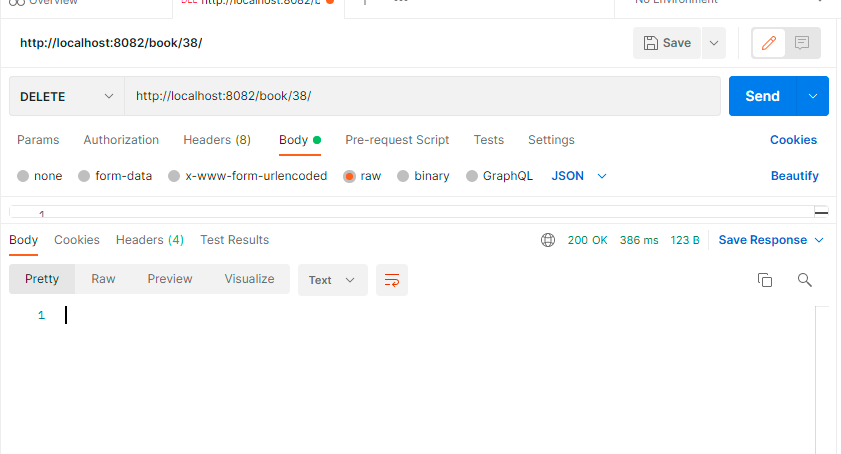 Overview DEL http://localhost:8082/b No Environment
http://localhost:8082/book/38/ Save
DELETE http://localhost:8082/book/38/ Send
Params Authorization Headers (8) Body Pre-request Script Tests Settings Cookies
none form-data x-www-form-urlencoded raw binary GraphQL JSON Beautify
1
Body Cookies Headers (4) Test Results 200 OK 386 ms 123 B Save Response
Pretty Raw Preview Visualize Text
1